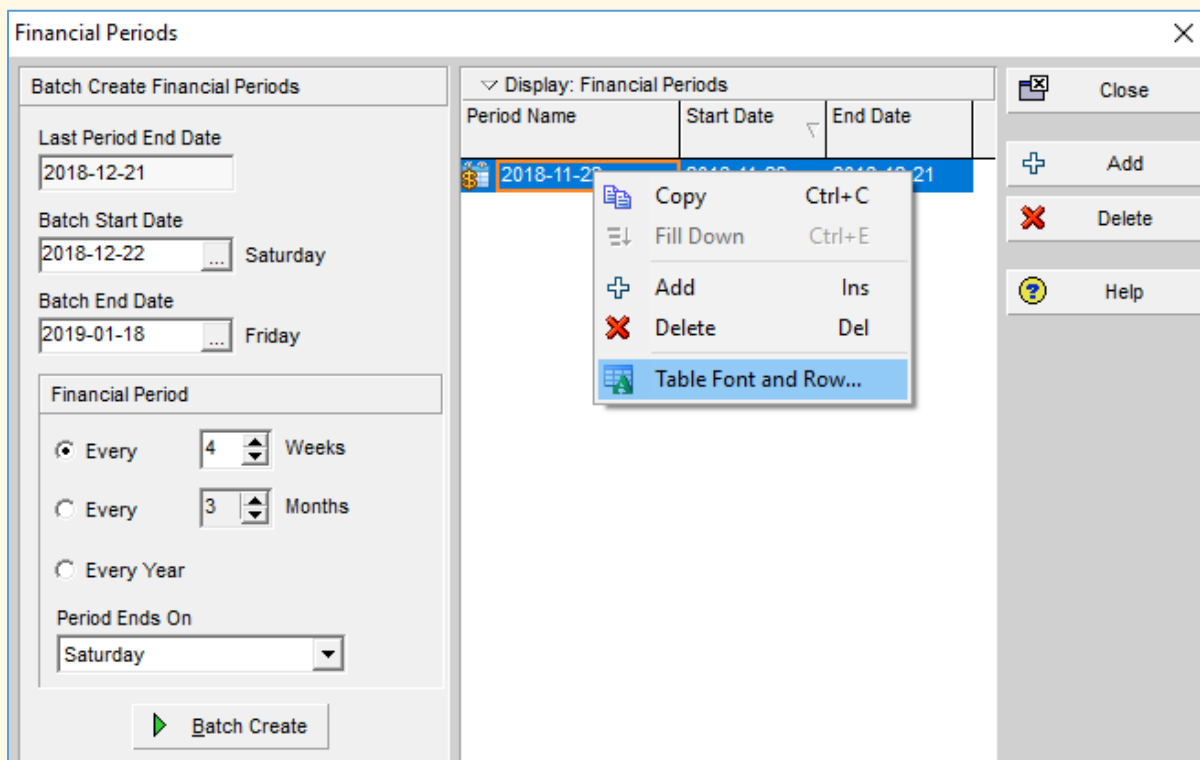 Financial Periods
Batch Create Financial Periods
Last Period End Date
2018-12-21
Batch Start Date
2018-12-22 ... Saturday
Batch End Date
2019-01-18 ... Friday
Financial Period
Every 4 Weeks
Every 3 Months
Every Year
Period Ends On
Saturday
Batch Create
Display: Financial Periods
Period Name Start Date End Date
2018-11-2
Copy Ctrl+C
Fill Down Ctrl+E
Add Ins
Delete Del
Table Font and Row...
Close
Add
Delete
Help